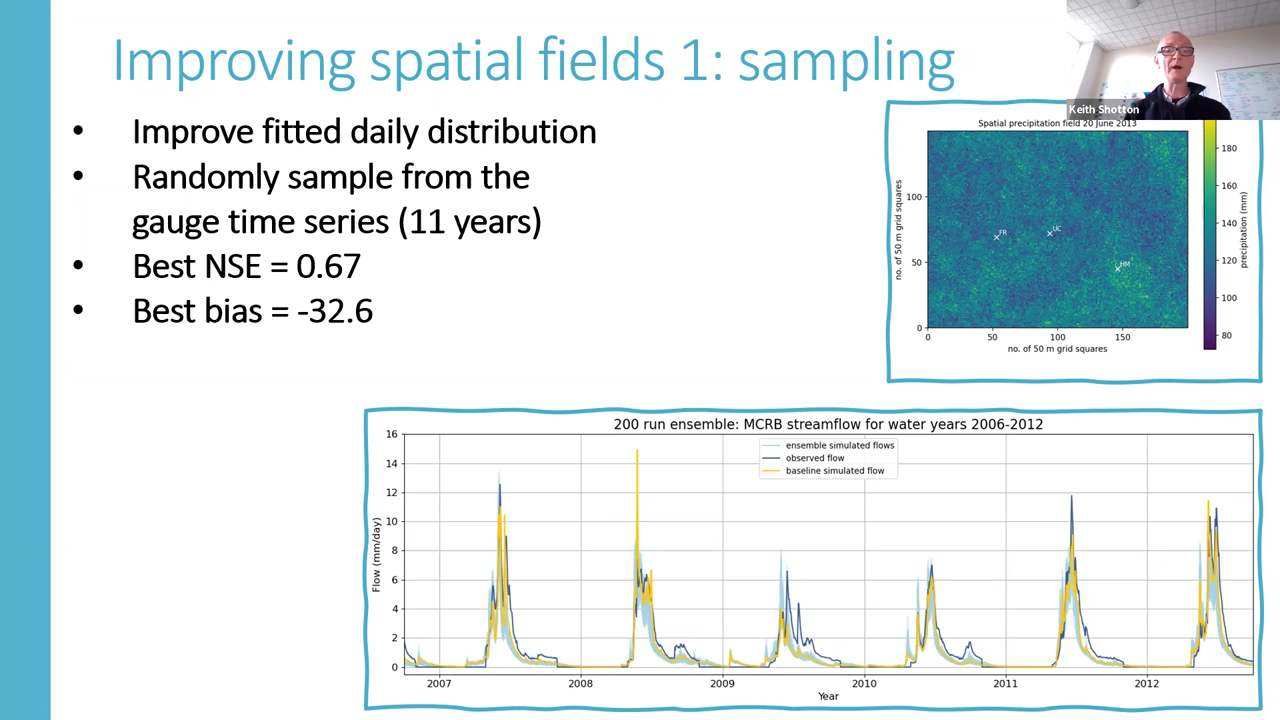 Improving spatial fields 1: sampling
• Improve fitted daily distribution
• Randomly sample from the
gauge time series (11 years)
• Best NSE = 0.67
• Best bias = -32.6
Keith Shotton
Spatial precipitation field 20 June 2013
no. of 50 m grid squares
100
50
0
FR
UC
HM
0 50 100 150
no. of 50 m grid squares
180
160
140
120
100
80
precipitation (mm)
200 run ensemble: MCRB streamflow for water years 2006-2012
ensemble simulated flows
observed flow
baseline simulated flow
Flow (mm/day)
16
14
12
10
8
6
4
2
0
2007 2008 2009 2010 2011 2012
Year